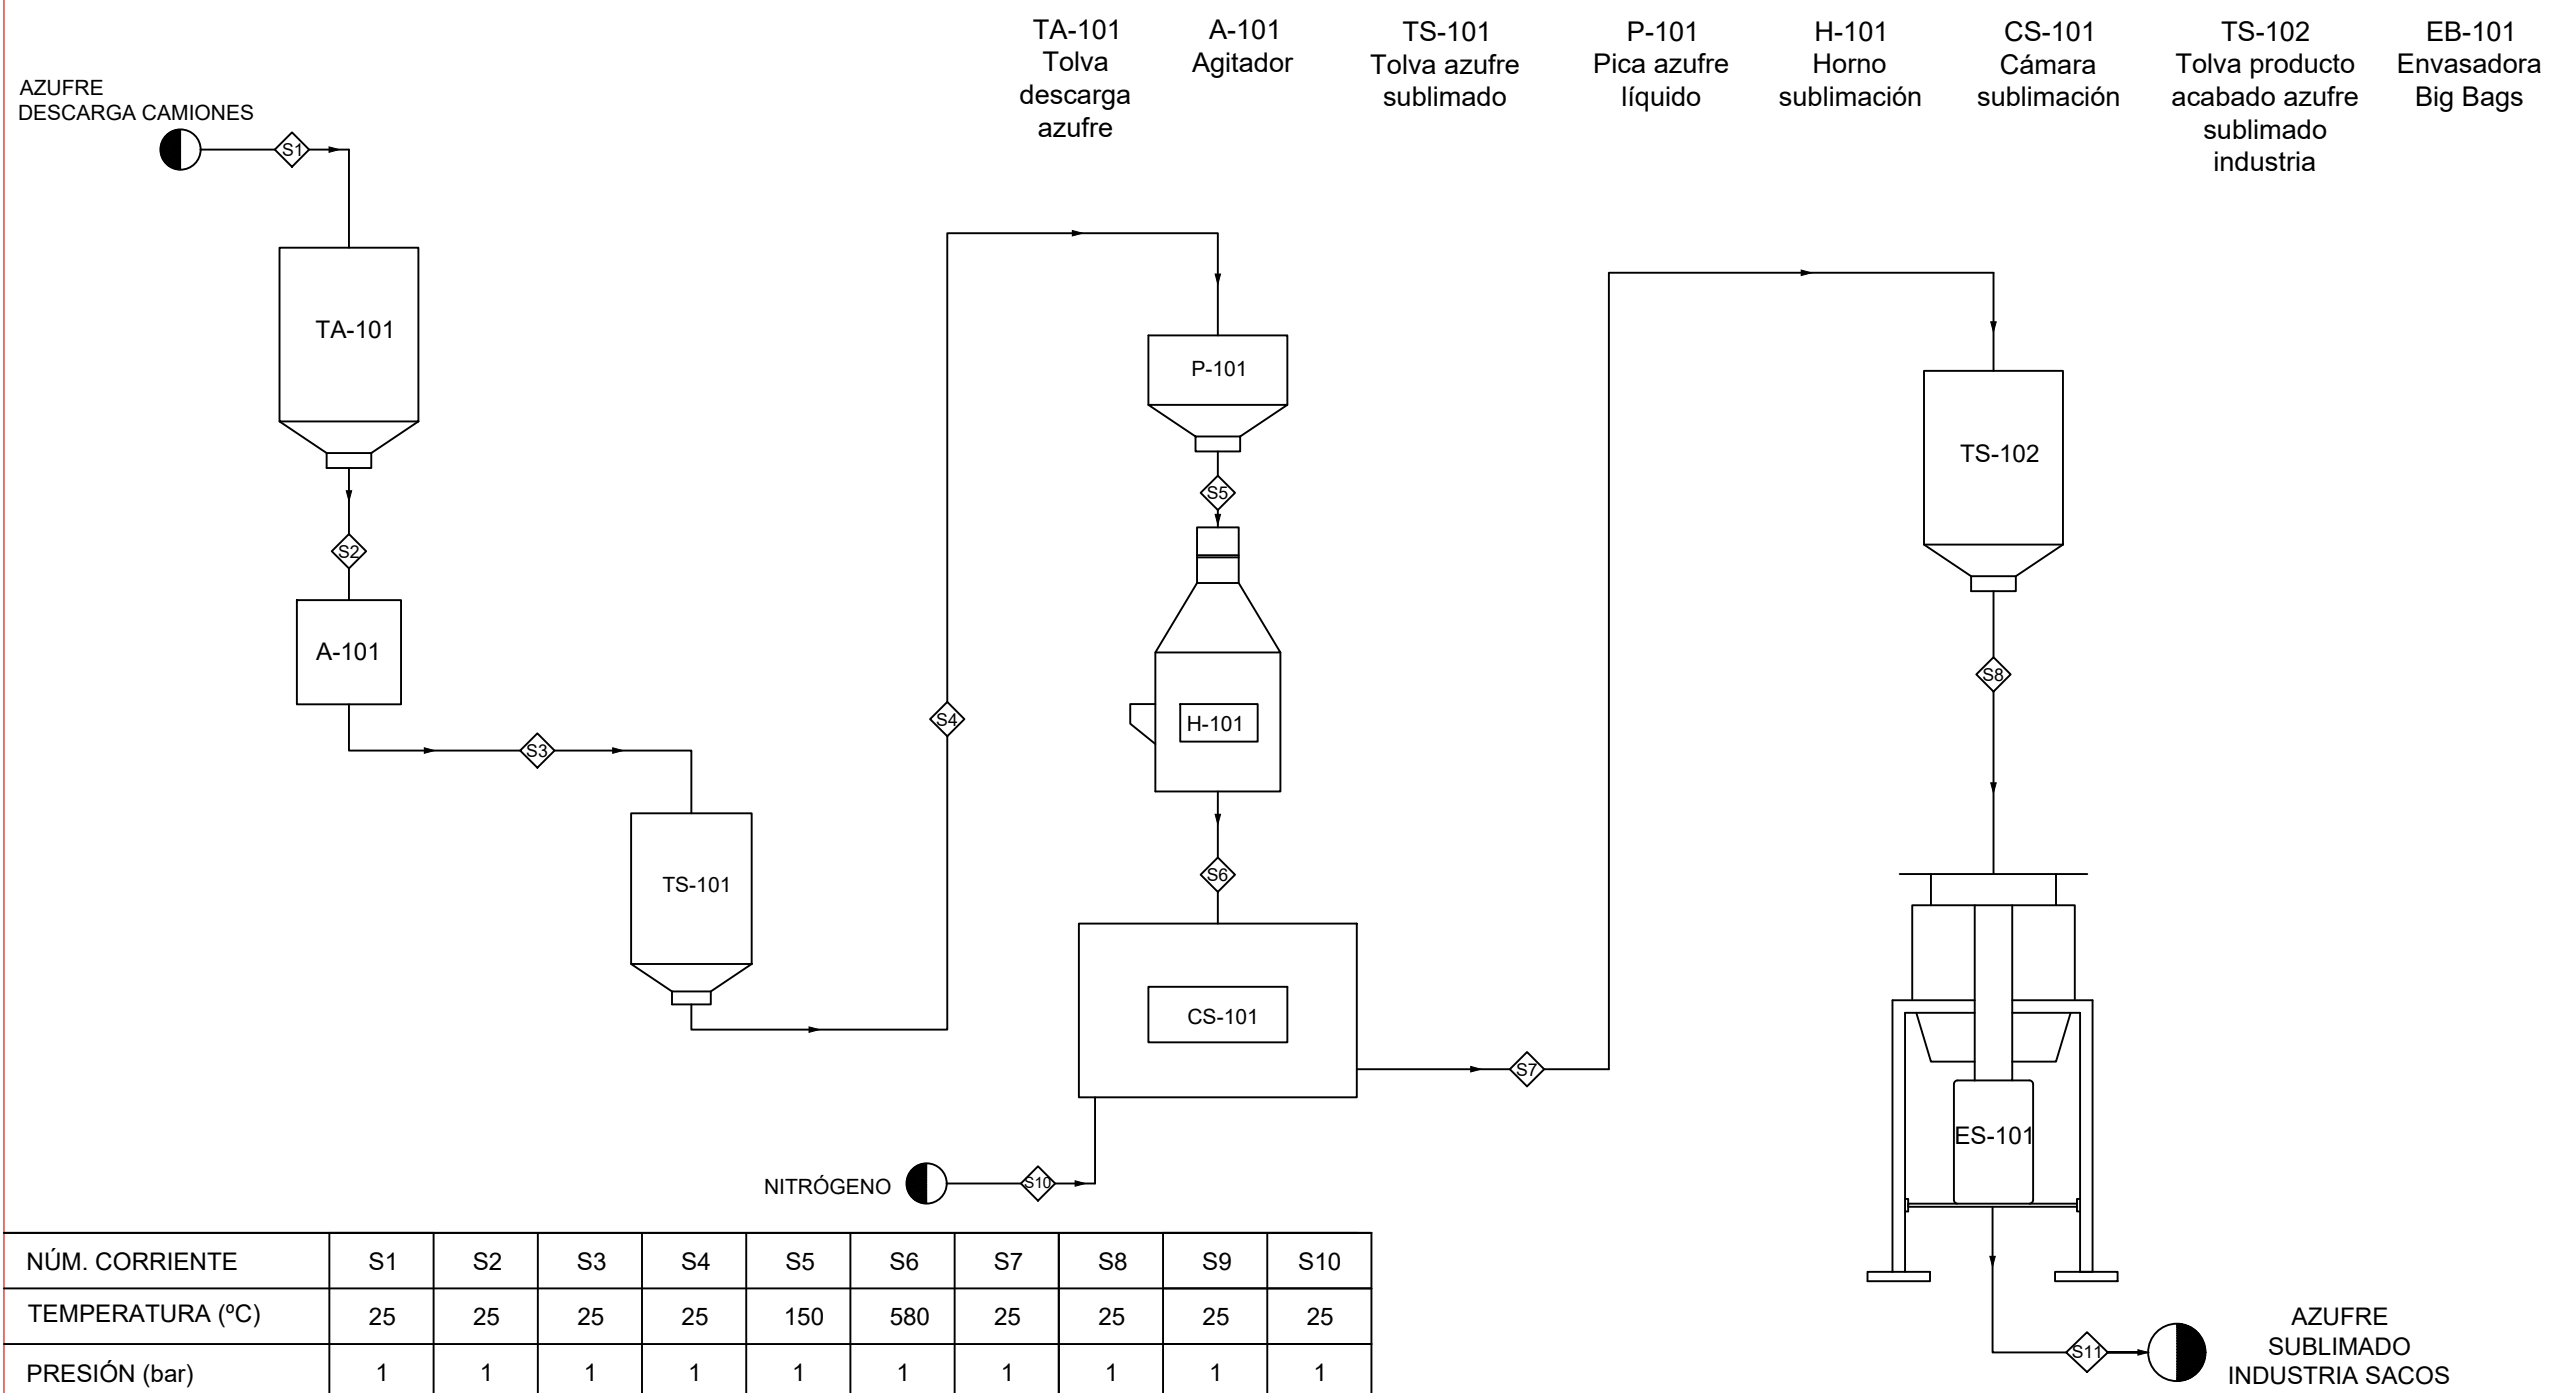 TA-101
Tolva
descarga
azufre
A-101
Agitador
TS-101
Tolva azufre
sublimado
P-101
Pica azufre
líquido
H-101
Horno
sublimación
CS-101
Cámara
sublimación
TS-102
Tolva producto
acabado azufre
sublimado
industria
EB-101
Envasadora
Big Bags
AZUFRE
DESCARGA CAMIONES
S1
TA-101
S2
A-101
S3
TS-101
S4
P-101
S5
H-101
S6
CS-101
S7
NITRÓGENO
S10
TS-102
S8
ES-101
S11
AZUFRE
SUBLIMADO
INDUSTRIA SACOS
NÚM. CORRIENTE S1 S2 S3 S4 S5 S6 S7 S8 S9 S10
TEMPERATURA (ºC) 25 25 25 25 150 580 25 25 25 25
PRESIÓN (bar) 1 1 1 1 1 1 1 1 1 1